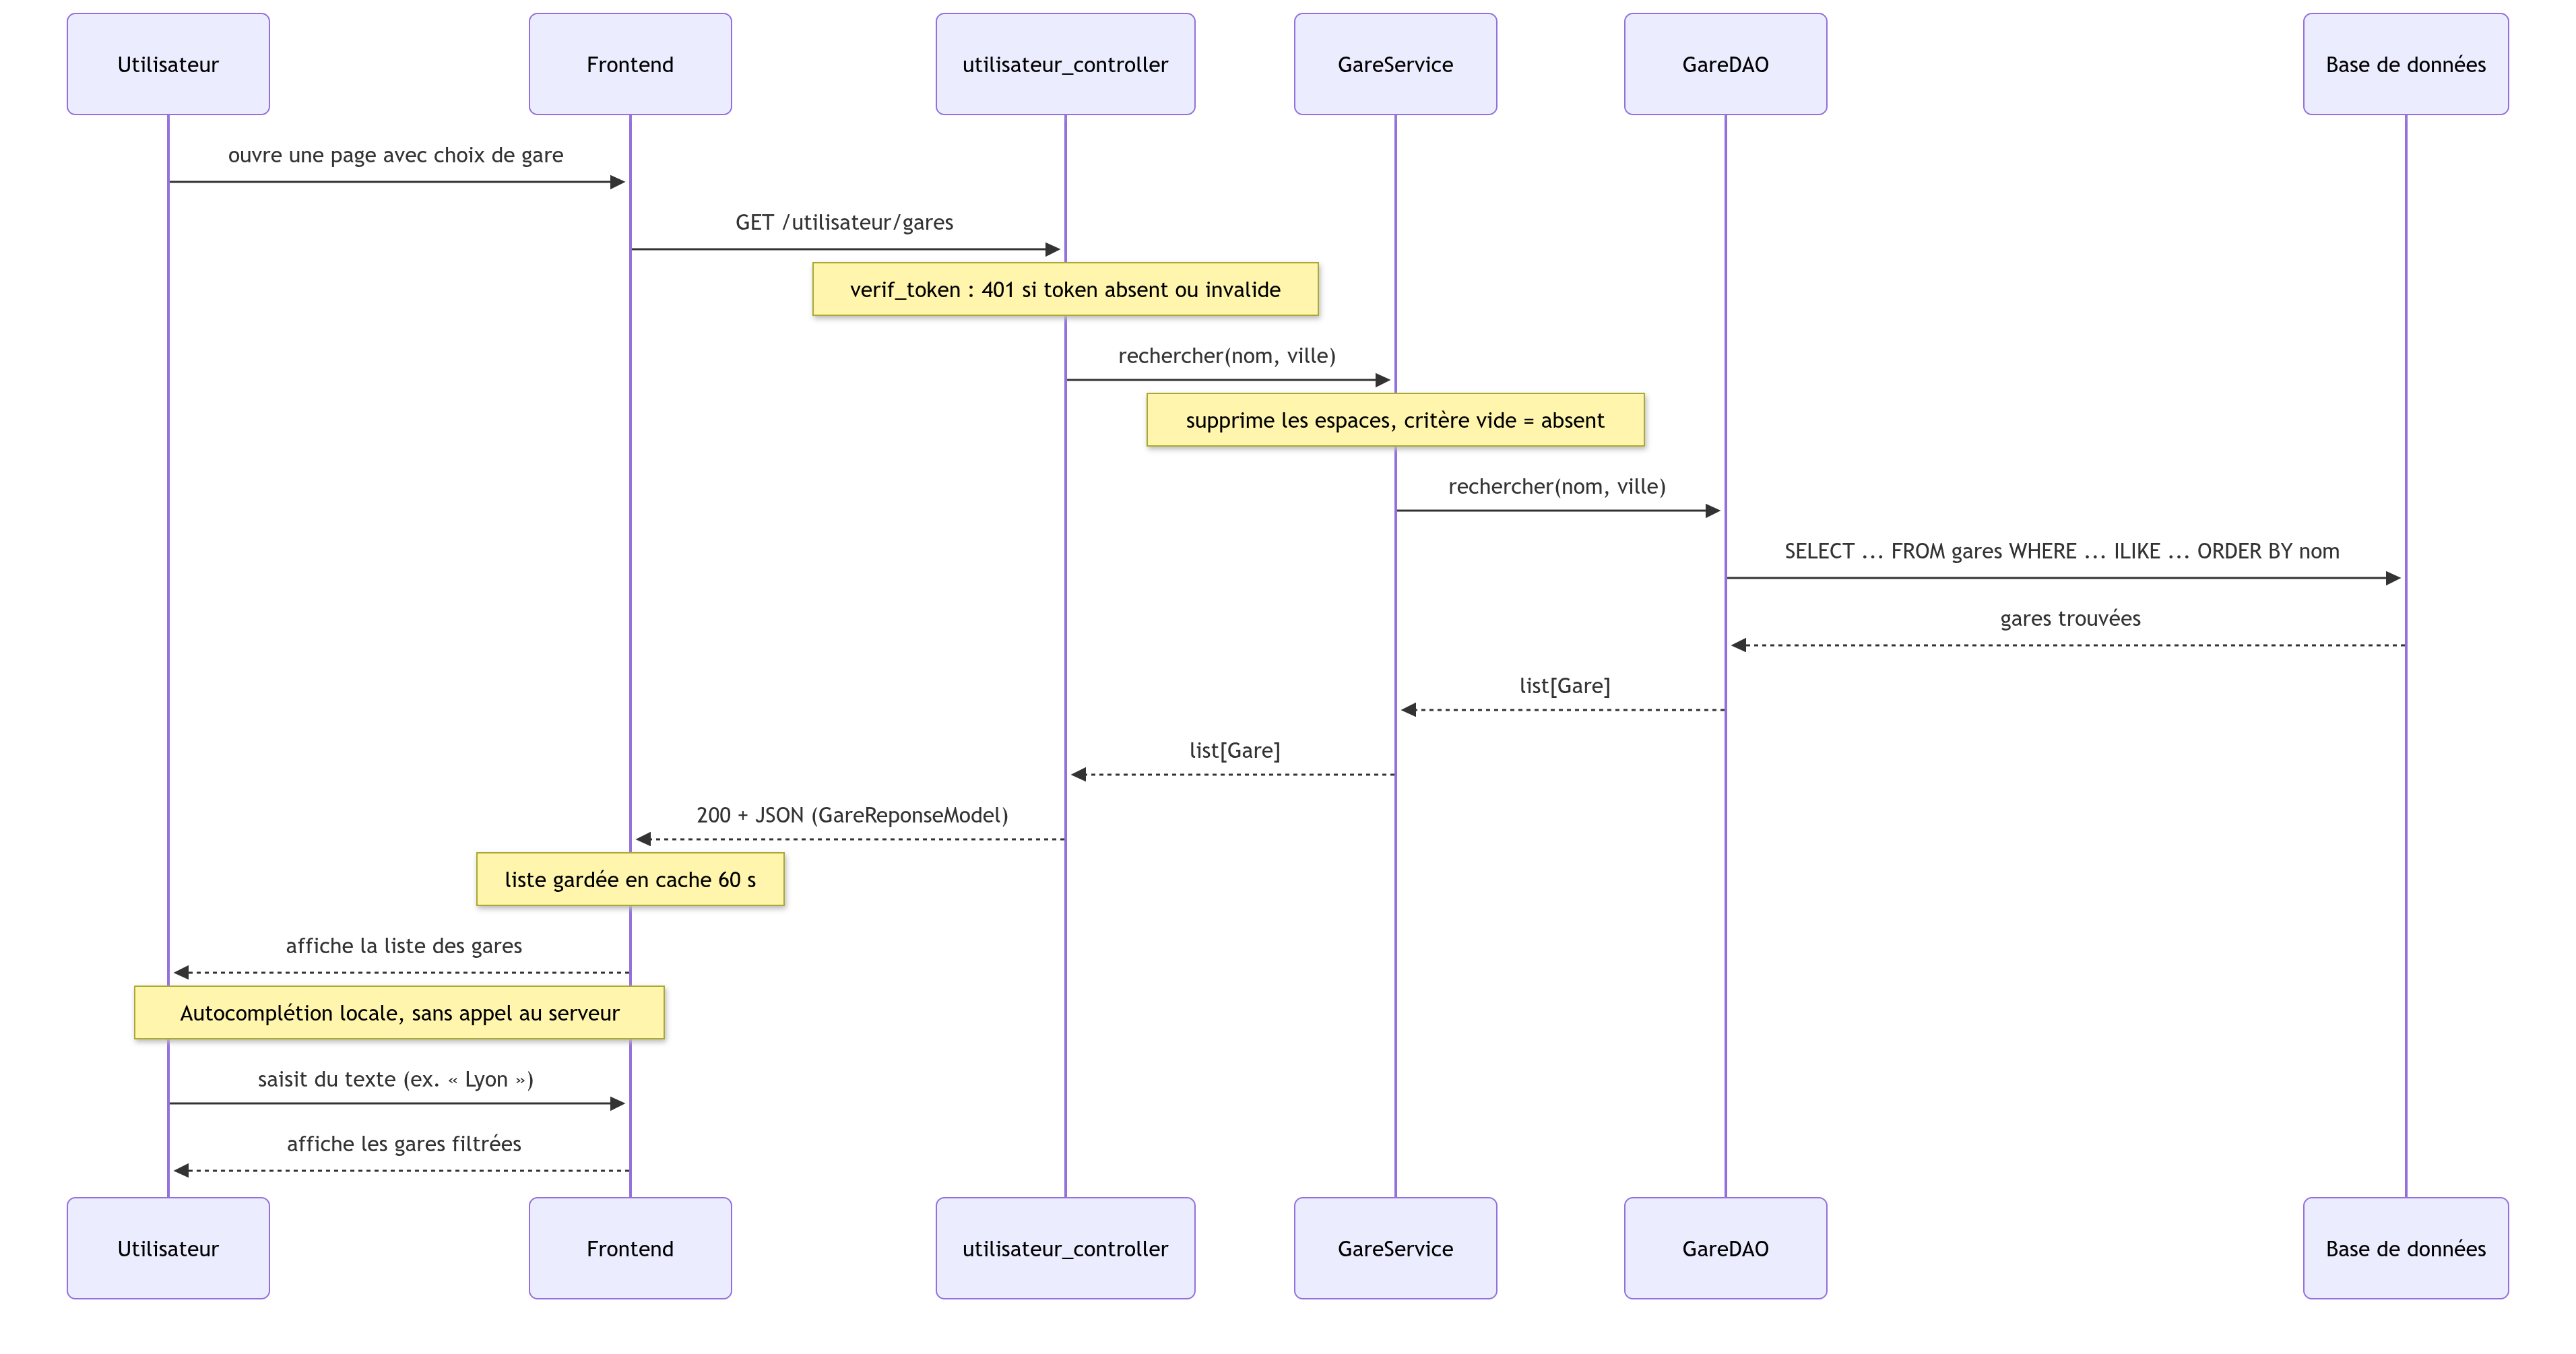 Utilisateur
Frontend
utilisateur_controller
GareService
GareDAO
Base de données
ouvre une page avec choix de gare
GET /utilisateur/gares
verif_token : 401 si token absent ou invalide
rechercher(nom, ville)
supprime les espaces, critère vide = absent
rechercher(nom, ville)
SELECT ... FROM gares WHERE ... ILIKE ... ORDER BY nom
gares trouvées
list[Gare]
list[Gare]
200 + JSON (GareReponseModel)
liste gardée en cache 60 s
affiche la liste des gares
Autocomplétion locale, sans appel au serveur
saisit du texte (ex. « Lyon »)
affiche les gares filtrées
Utilisateur
Frontend
utilisateur_controller
GareService
GareDAO
Base de données